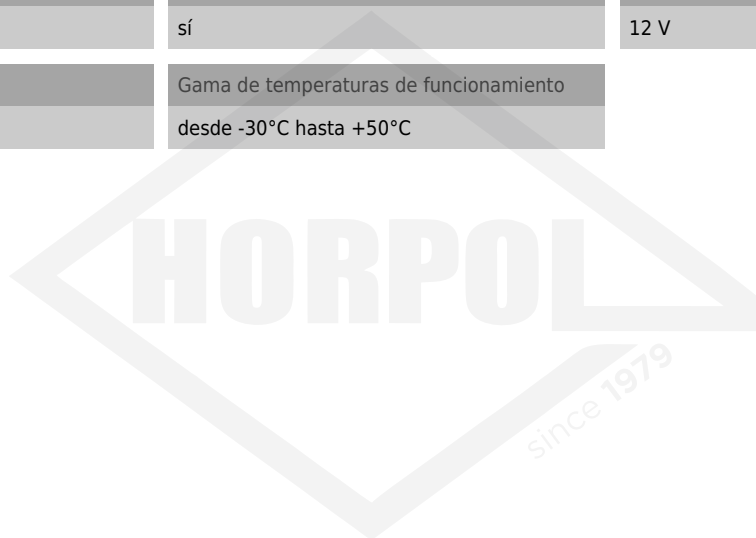 sí
12 V
Gama de temperaturas de funcionamiento
desde -30°C hasta +50°C
HORPOL
since 1979